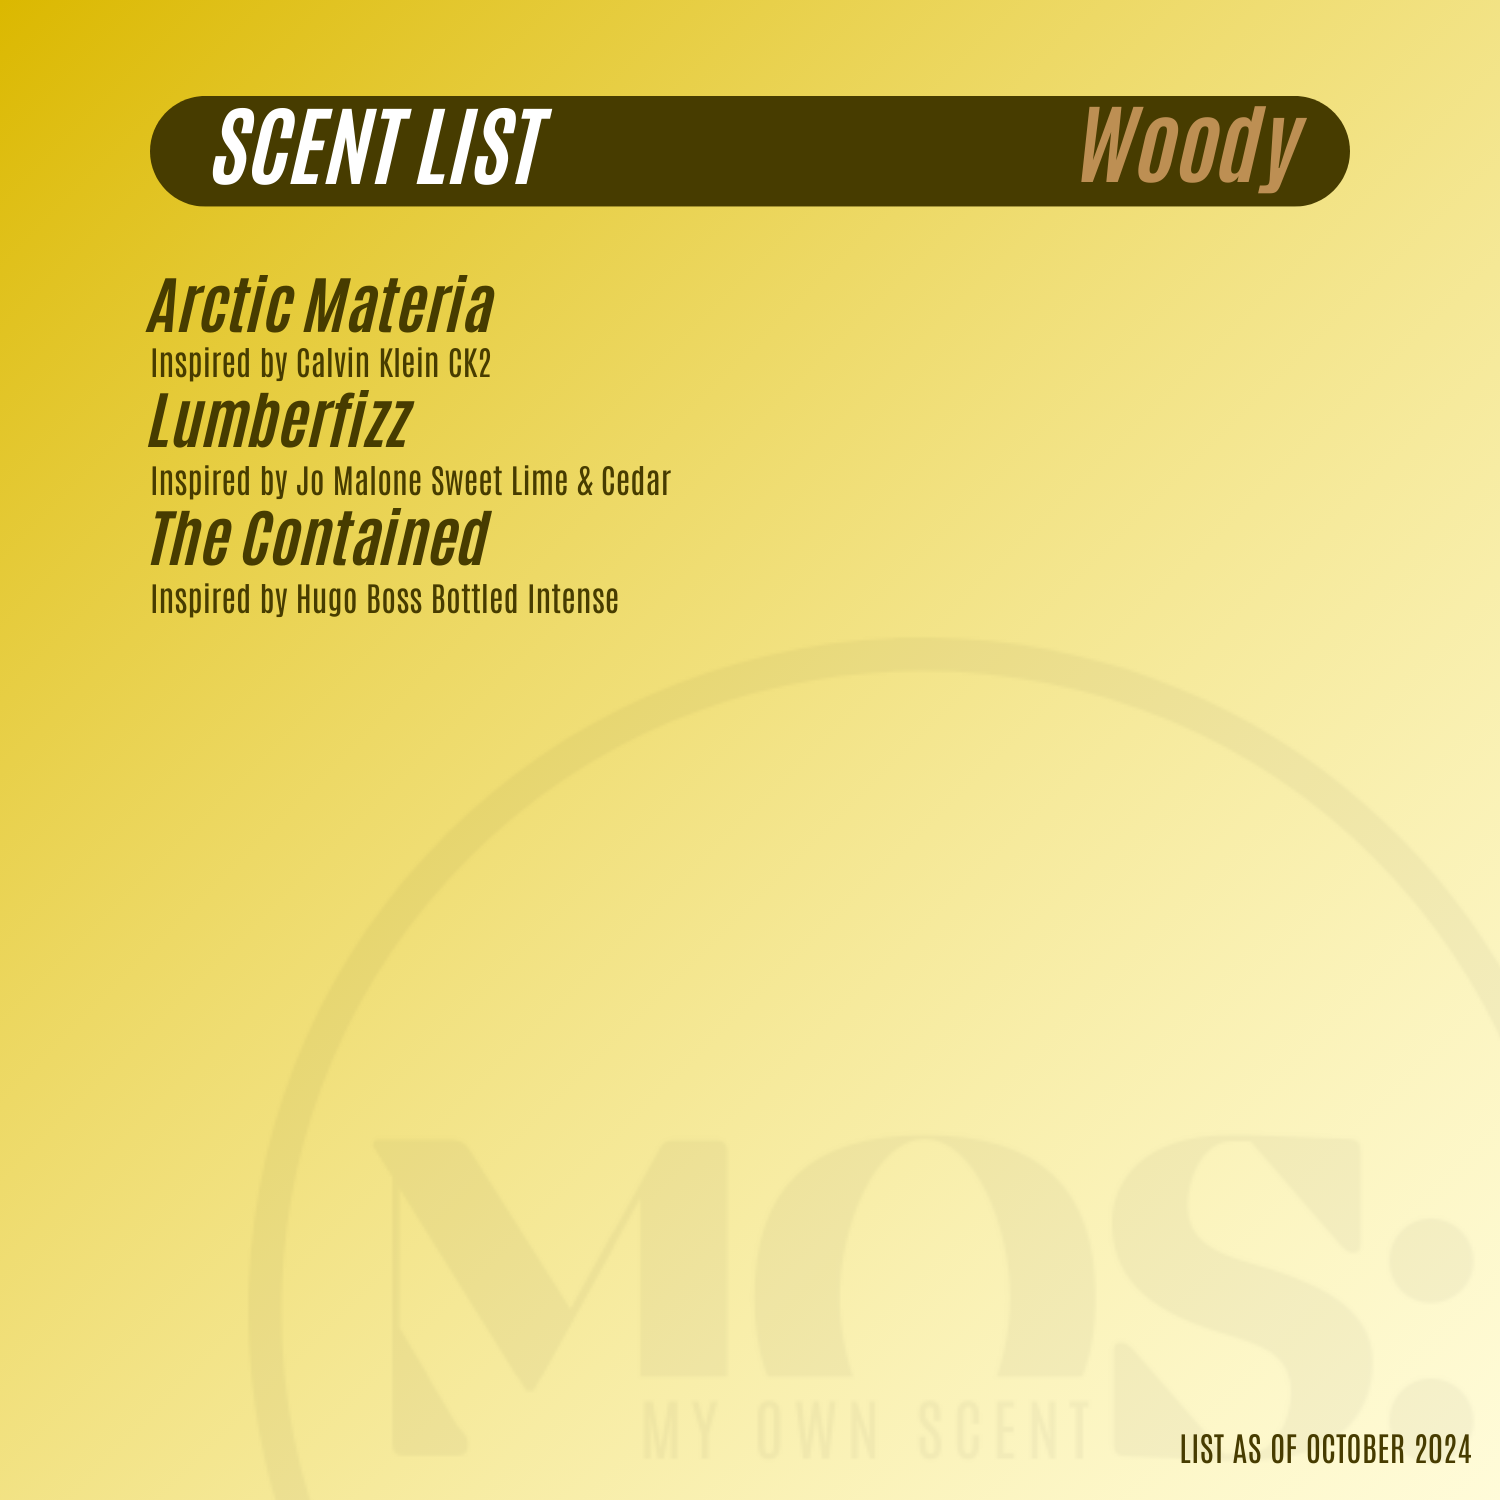 SCENT LIST Woody
Arctic Materia
Inspired by Calvin Klein CK2
Lumberfizz
Inspired by Jo Malone Sweet Lime & Cedar
The Contained
Inspired by Hugo Boss Bottled Intense
MOS:
MY OWN SCENT
LIST AS OF OCTOBER 2024